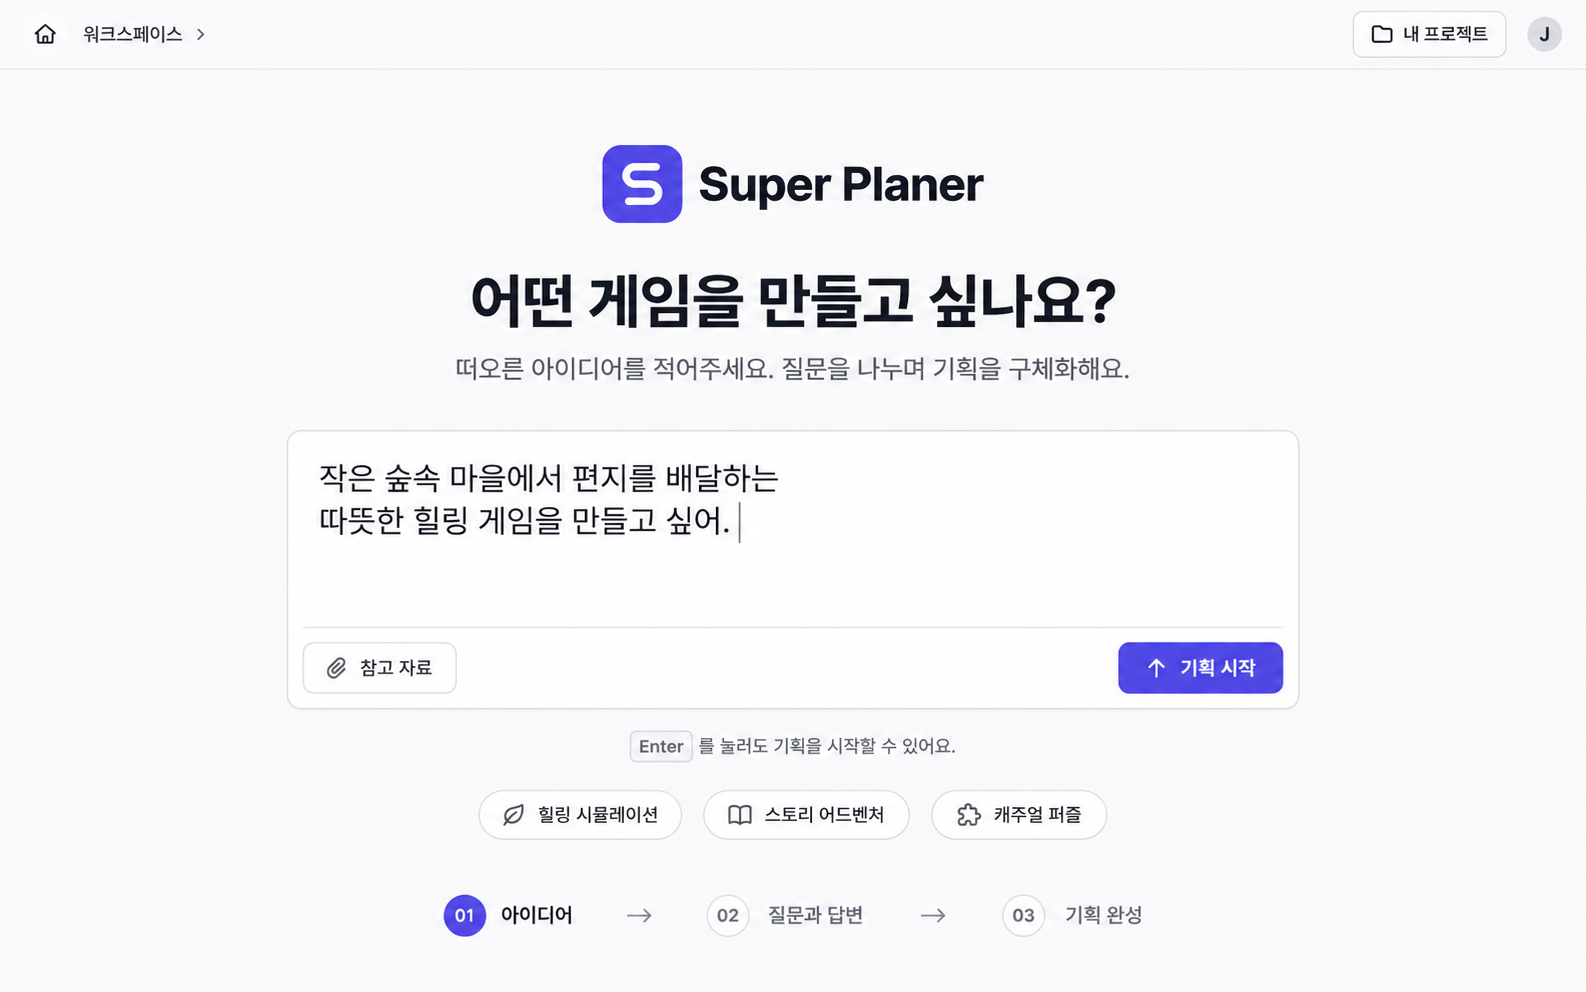 워크스페이스
내 프로젝트
J
S
Super Planer
어떤 게임을 만들고 싶나요?
떠오른 아이디어를 적어주세요. 질문을 나누며 기획을 구체화해요.
작은 숲속 마을에서 편지를 배달하는
따뜻한 힐링 게임을 만들고 싶어.
참고 자료
기획 시작
Enter 를 눌러도 기획을 시작할 수 있어요.
힐링 시뮬레이션
스토리 어드벤처
캐주얼 퍼즐
01 아이디어
02 질문과 답변
03 기획 완성